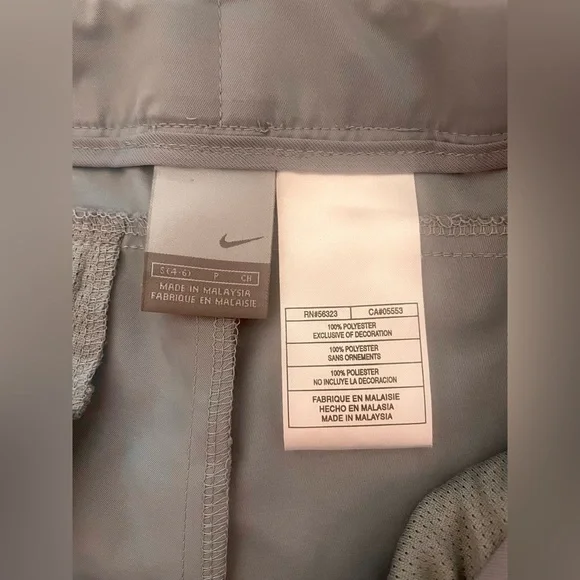 S(4-6) P CH
MADE IN MALAYSIA
FABRIQUÉ EN MALAISIE
RN#56323 CA#05553
100% POLYESTER
EXCLUSIVE OF DECORATION
100% POLYESTER
SANS ORNEMENTS
100% POLIESTER
NO INCLUYE LA DECORACION
FABRIQUE EN MALAISIE
HECHO EN MALASIA
MADE IN MALAYSIA